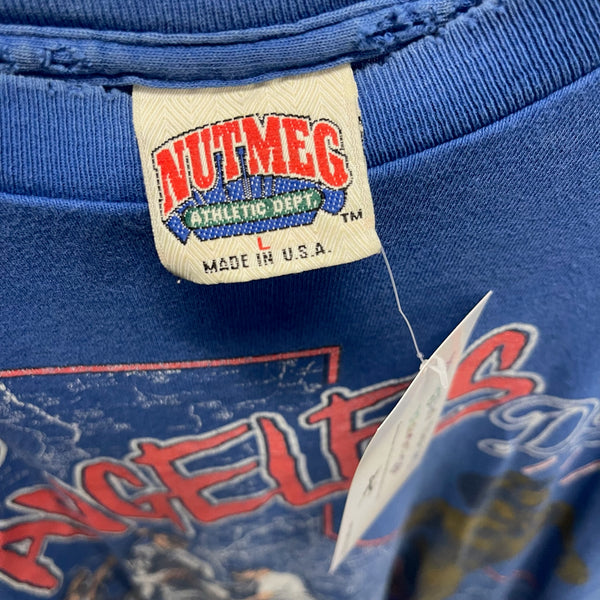 NUTMEG
ATHLETIC DEPT.
TM
L
MADE IN U.S.A.
ANGELES